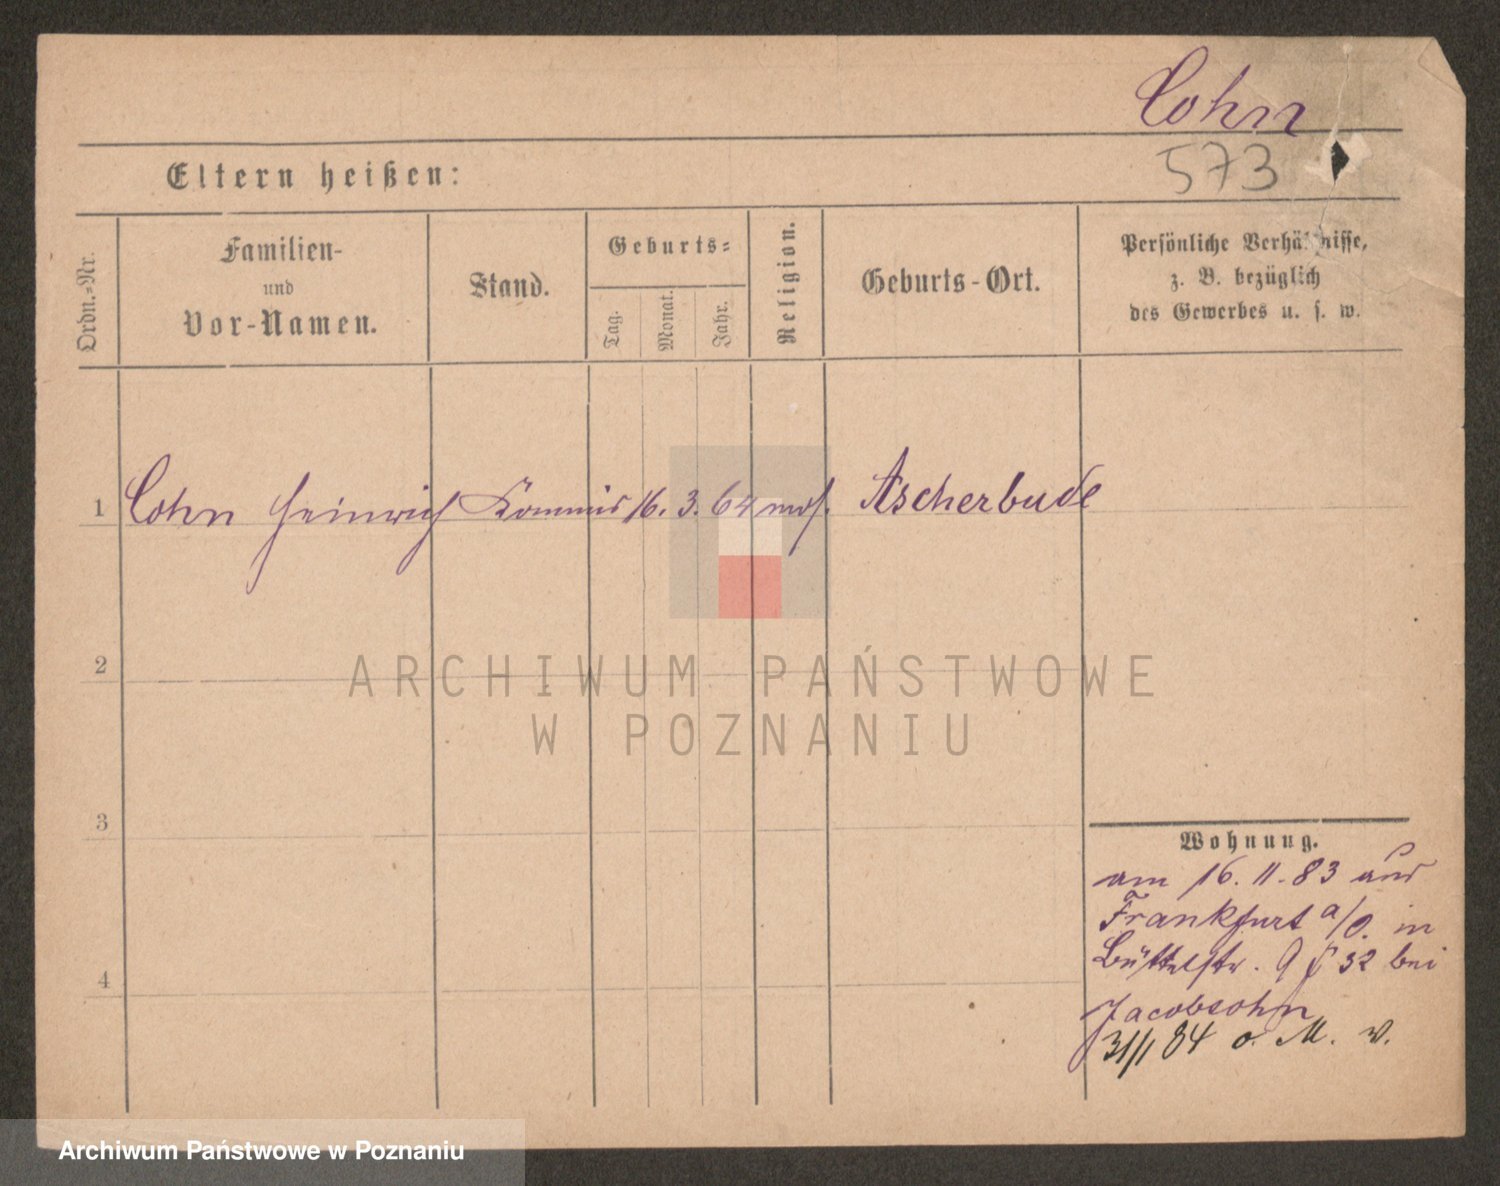 Cohn
573
Eltern heißen:
Ordn.=Nr.
Familien-
und
Vor-Namen.
Stand.
Geburts=
Tag.
Monat.
Jahr.
Religion.
Geburts-Ort.
Persönliche Verhältnisse,
z. B. bezüglich
des Gewerbes u. s. w.
1 Cohn Heinrich Kommis 16. 3. 64 mos. Ascherbude
2
3
4
ARCHIWUM PAŃSTWOWE
W POZNANIU
Wohnung.
am 16. 11. 83 aus
Frankfurt a/O. in
Büttelstr. 9 32 bei
Jacobsohn
31/1 84 o. M. v.
Archiwum Państwowe w Poznaniu